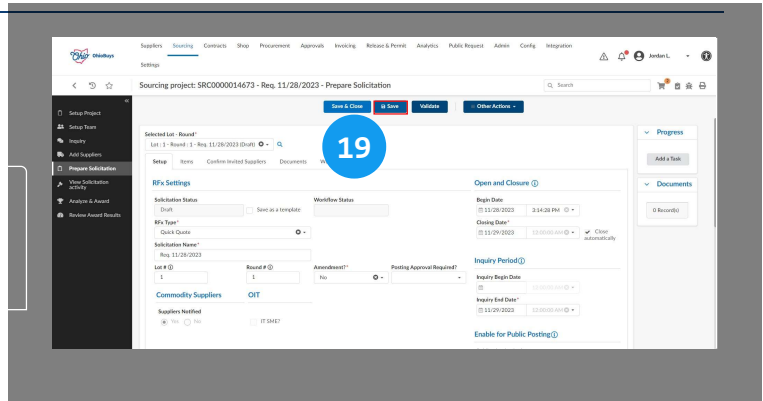 Suppliers Sourcing Contracts Shop Procurement Approvals Invoicing Release & Permit Analytics Public Request Admin Config Integration
Ohio OhioBuys
Jordan L.
Settings
Sourcing project: SRC0000014673 - Req. 11/28/2023 - Prepare Solicitation
Search
Save & Close Save Validate Other Actions
Setup Project
Setup Team
Inquiry
Add Suppliers
Prepare Solicitation
View Solicitation activity
Analyze & Award
Review Award Results
Selected Lot - Round*
Lot : 1 - Round : 1 - Req. 11/28/2023 (Draft)
19
Setup Items Confirm Invited Suppliers Documents
RFx Settings
Solicitation Status
Draft
Save as a template
Workflow Status
RFx Type*
Quick Quote
Solicitation Name*
Req. 11/28/2023
Lot #
1
Round #
1
Amendment?*
No
Posting Approval Required?
Commodity Suppliers
OIT
Suppliers Notified
Yes No
IT SME?
Open and Closure
Begin Date
11/28/2023 3:14:28 PM
Closing Date*
11/29/2023 11:00:00 AM
Close automatically
Inquiry Period
Inquiry Begin Date
Inquiry End Date*
11/29/2023 11:00:00 AM
Enable for Public Posting
Progress
Add a Task
Documents
0 Record(s)